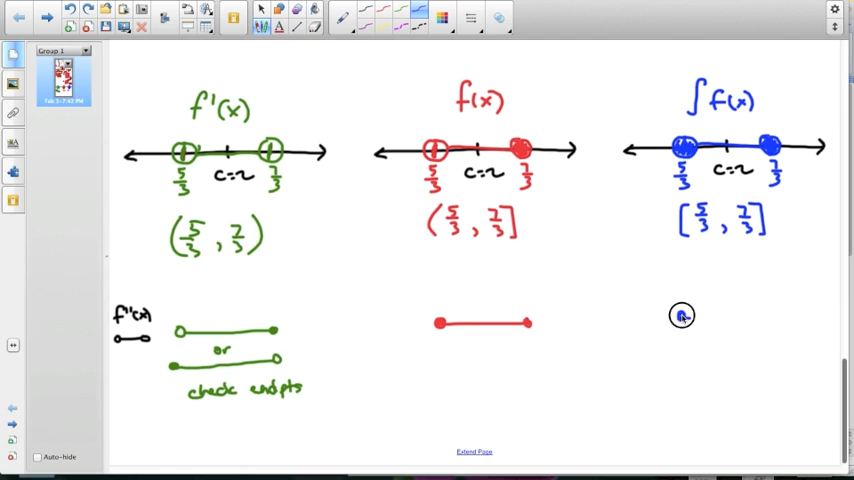 Group 1
Feb 5-7:42 PM
f'(x)
5/3 c=2 7/3
(5/3, 7/3)
f(x)
5/3 c=2 7/3
(5/3, 7/3]
∫f(x)
5/3 c=2 7/3
[5/3, 7/3]
f''(x)
or
check endpts
Extend Page
Auto-hide